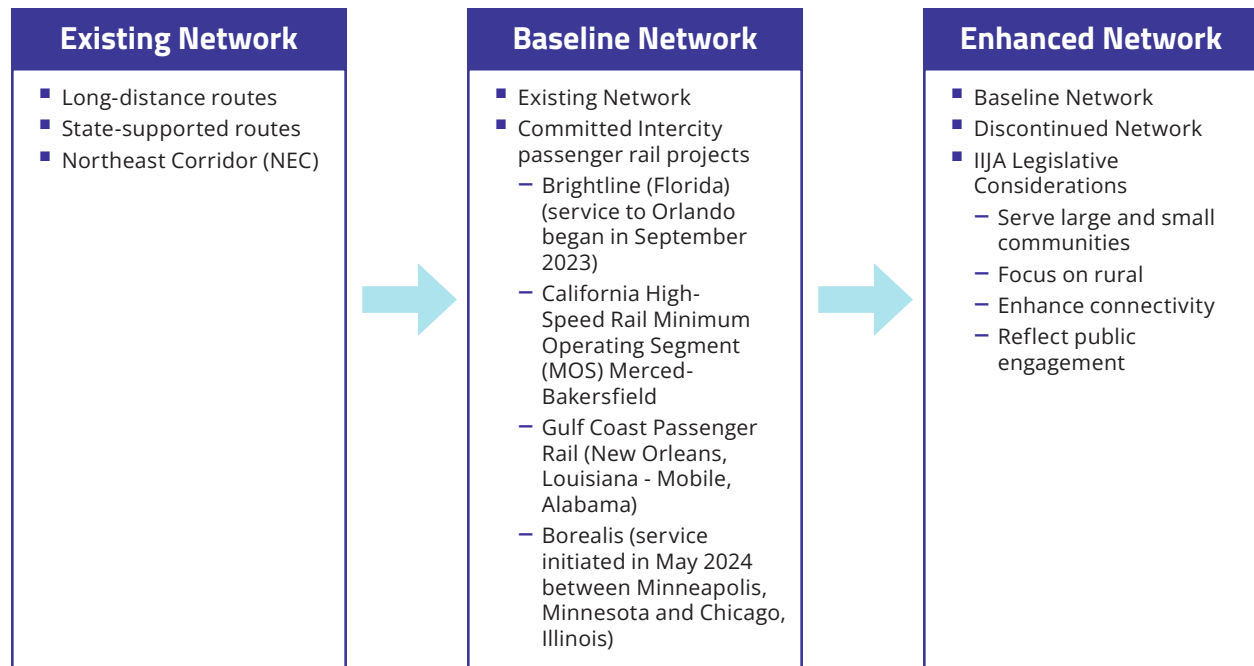 Existing Network
■ Long-distance routes
■ State-supported routes
■ Northeast Corridor (NEC)
Baseline Network
■ Existing Network
■ Committed Intercity
passenger rail projects
– Brightline (Florida)
(service to Orlando
began in September
2023)
– California High-
Speed Rail Minimum
Operating Segment
(MOS) Merced-
Bakersfield
– Gulf Coast Passenger
Rail (New Orleans,
Louisiana - Mobile,
Alabama)
– Borealis (service
initiated in May 2024
between Minneapolis,
Minnesota and Chicago,
Illinois)
Enhanced Network
■ Baseline Network
■ Discontinued Network
■ IIJA Legislative
Considerations
– Serve large and small
communities
– Focus on rural
– Enhance connectivity
– Reflect public
engagement